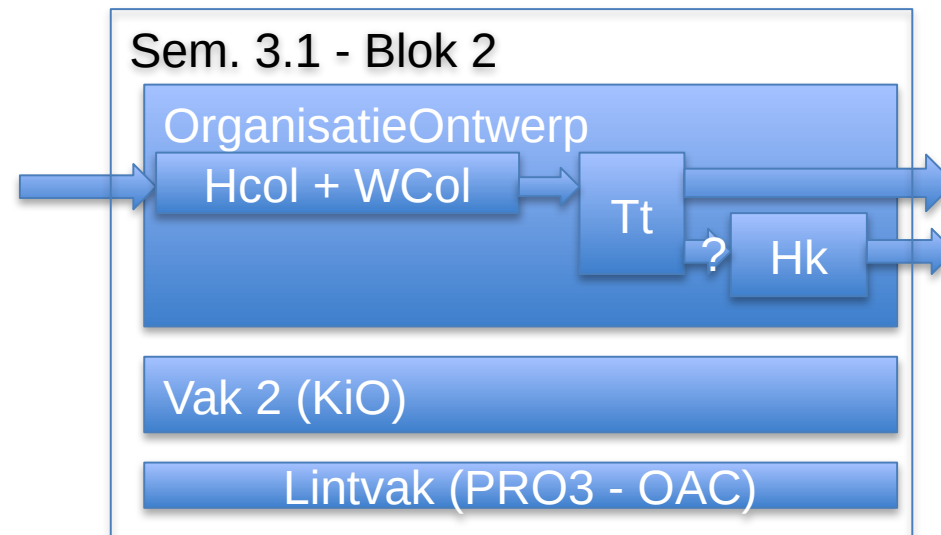 Sem. 3.1 - Blok 2
OrganisatieOntwerp
Hcol + WCol
Tt
?
Hk
Vak 2 (KiO)
Lintvak (PRO3 - OAC)